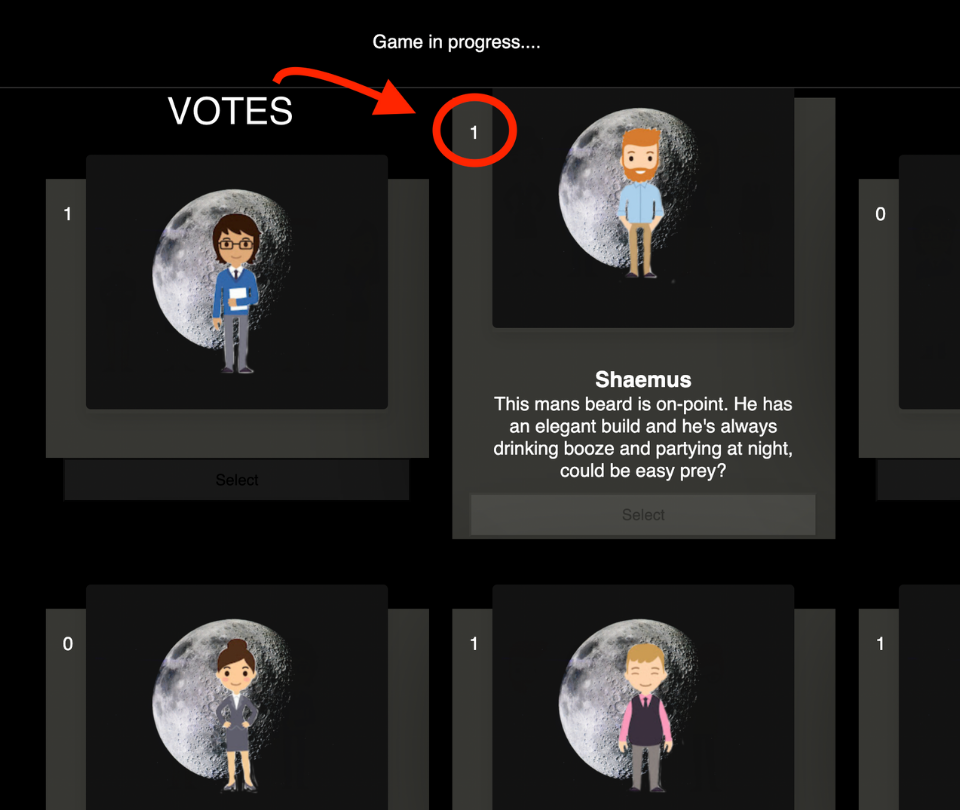 Game in progress....
VOTES
1
1
0
Shaemus
This mans beard is on-point. He has
an elegant build and he's always
drinking booze and partying at night,
could be easy prey?
Select
Select
0
1
1